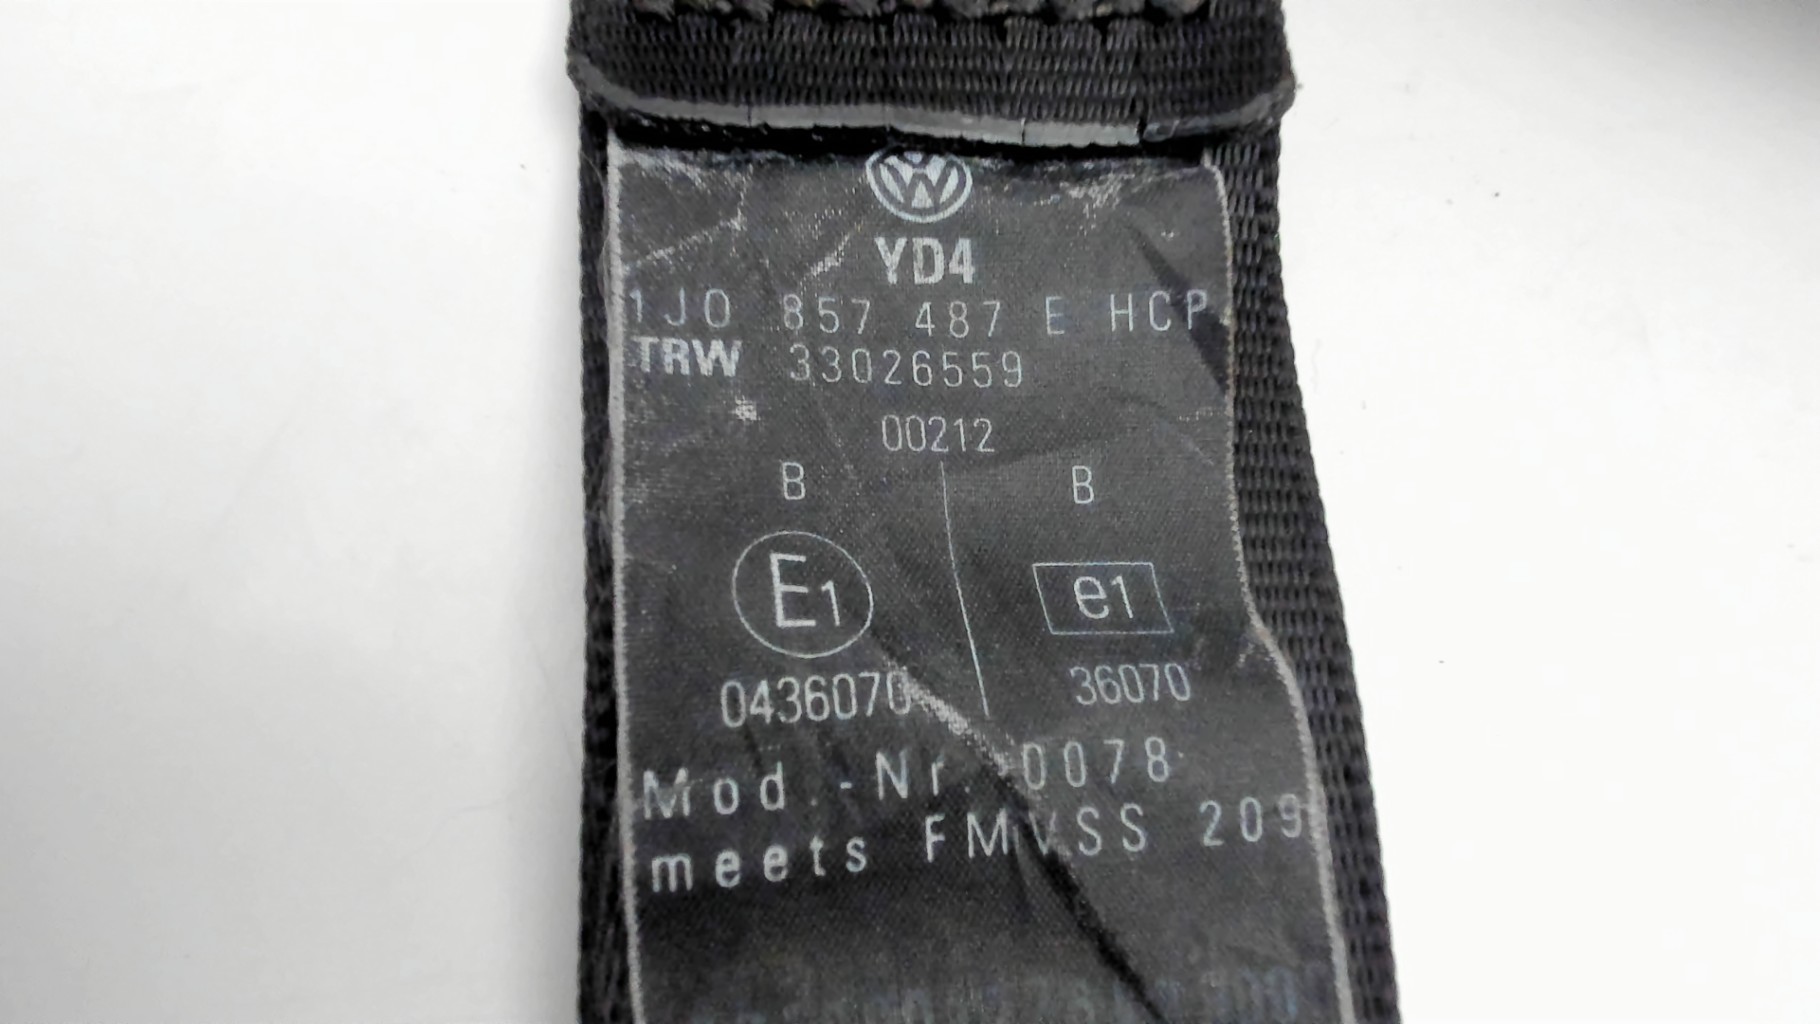 YD4
1J0 857 487 E HCP
TRW 33026559
00212
B B
E1 e1
0436070 36070
Mod.-Nr. 0078
meets FMVSS 209